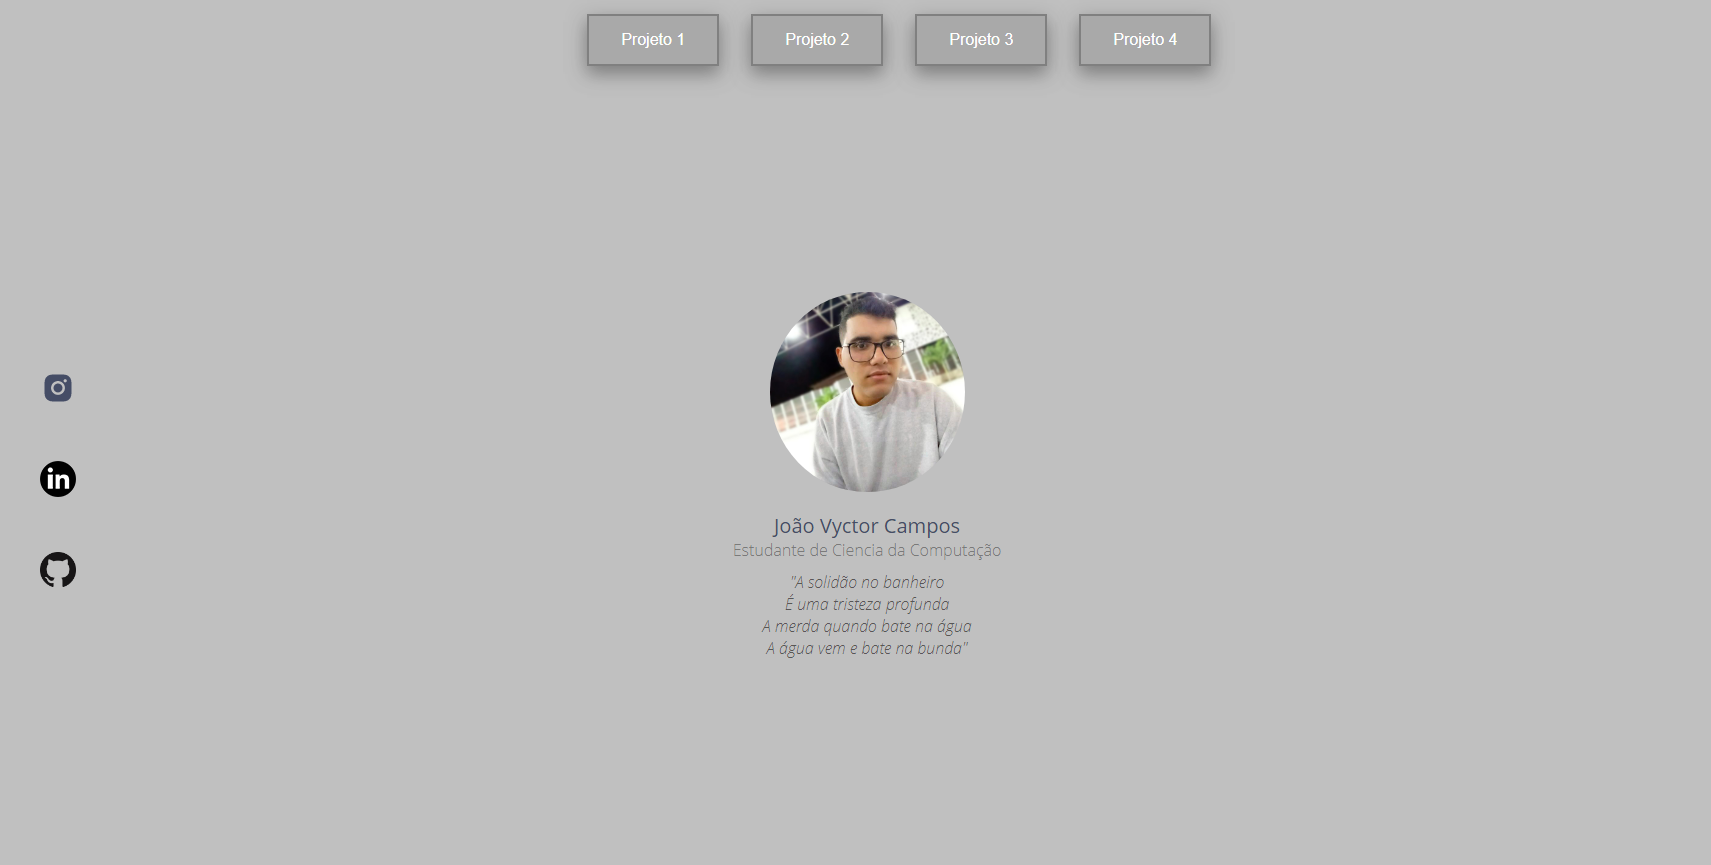 Projeto 1
Projeto 2
Projeto 3
Projeto 4
in
João Vyctor Campos
Estudante de Ciencia da Computação
"A solidão no banheiro
É uma tristeza profunda
A merda quando bate na água
A água vem e bate na bunda"